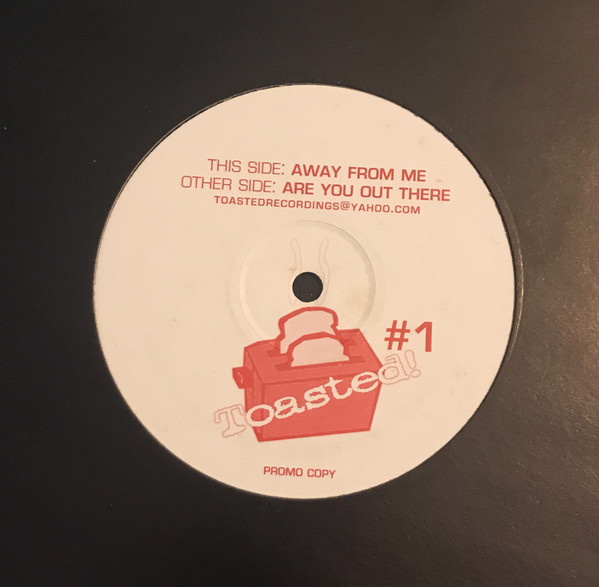 THIS SIDE: AWAY FROM ME
OTHER SIDE: ARE YOU OUT THERE
TOASTEDRECORDINGS@YAHOO.COM
#1
Toasted!
PROMO COPY